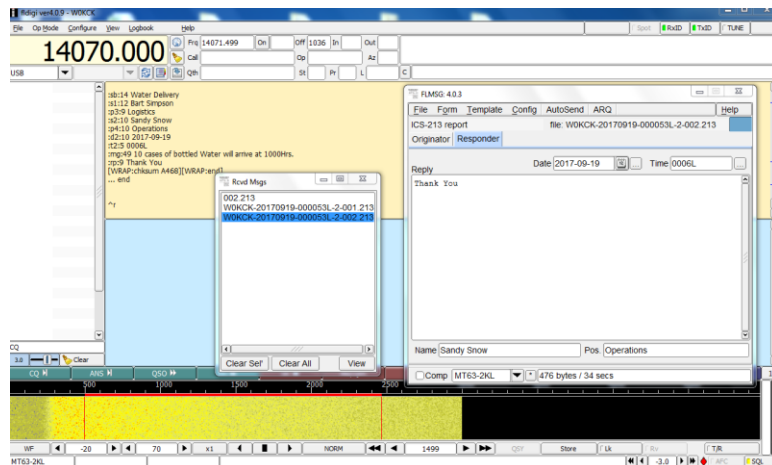 fldigi ver4.0.9 - W0KCK
File Op Mode Configure View Logbook Help
Spot RxID TxID TUNE
14070.000
Frq 14071.499 On Off 1036 In Out
Call Op Az
Qth St Pr L C
USB
:sb:14 Water Delivery
:s1:12 Bart Simpson
:p3:9 Logistics
:s2:10 Sandy Snow
:p4:10 Operations
:d2:10 2017-09-19
:t2:5 0006L
:mg:49 10 cases of bottled Water will arrive at 1000Hrs.
:rp:9 Thank You
[WRAP:chksum A468][WRAP:end]
... end
^r
Rcvd Msgs
002.213
W0KCK-20170919-000053L-2-001.213
W0KCK-20170919-000053L-2-002.213
Clear Sel' Clear All View
FLMSG: 4.0.3
File Form Template Config AutoSend ARQ Help
ICS-213 report file: W0KCK-20170919-000053L-2-002.213
Originator Responder
Reply Date 2017-09-19 ... Time 0006L ...
Thank You
Name Sandy Snow Pos. Operations
Comp MT63-2KL * 476 bytes / 34 secs
CQ
3.0 Clear
CQ ANS QSO 1
500 1000 1500 2000 2500
WF -20 70 x1 NORM 1499 QSY Store Lk Rv T/R
MT63-2KL -3.0 AFC SQL